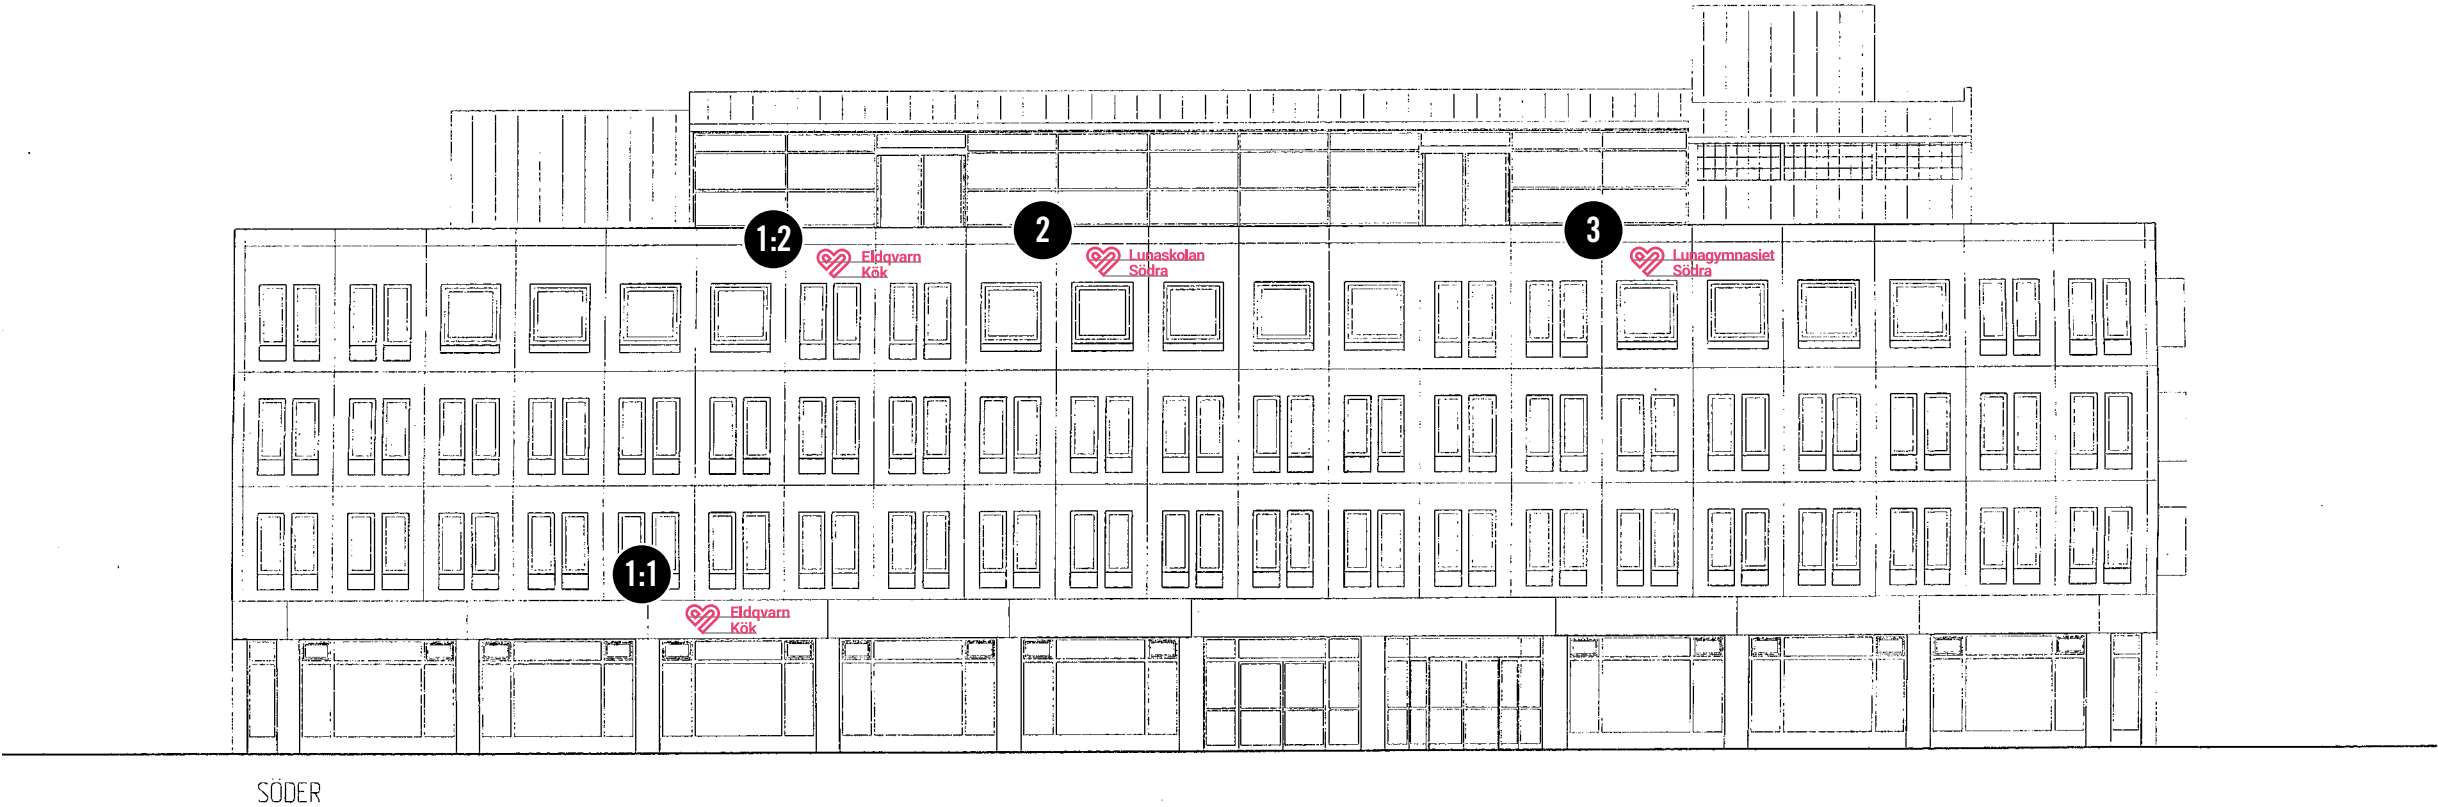 1:2
Eldqvarn
Kök
2
Lunaskolan
Södra
3
Lunagymnasiet
Södra
1:1
Eldqvarn
Kök
SÖDER